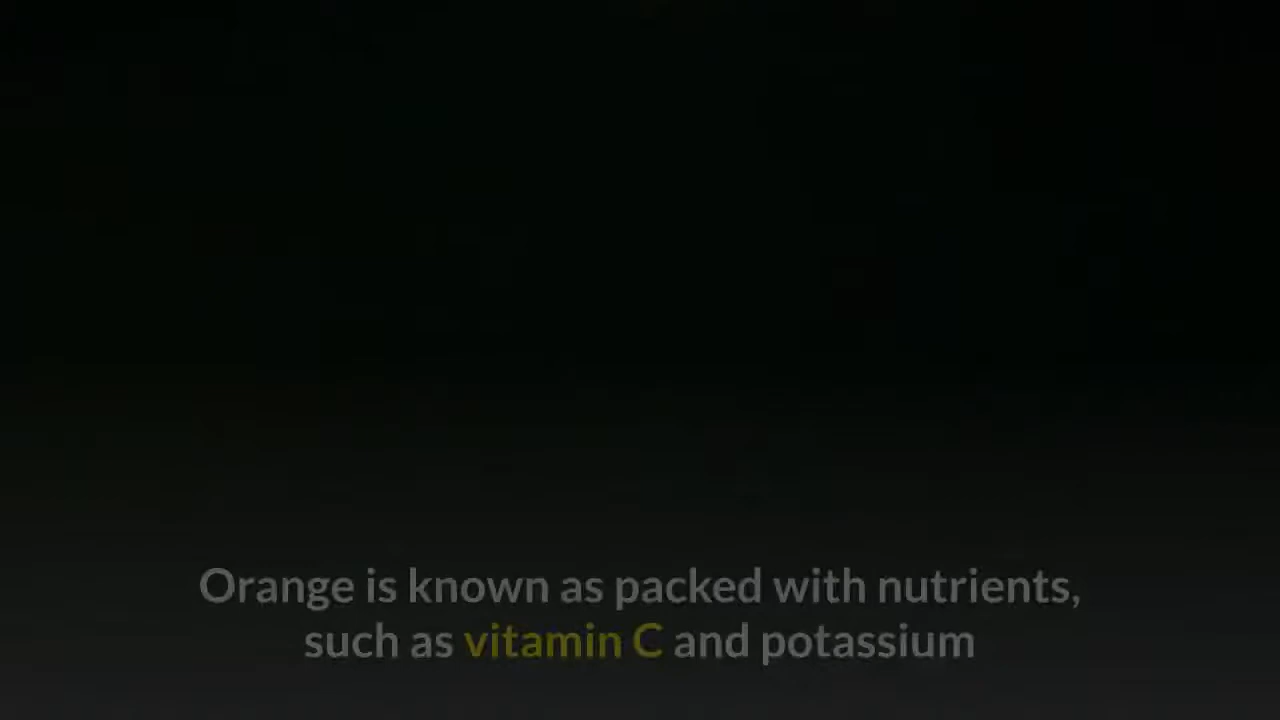 Orange is known as packed with nutrients,
such as vitamin C and potassium